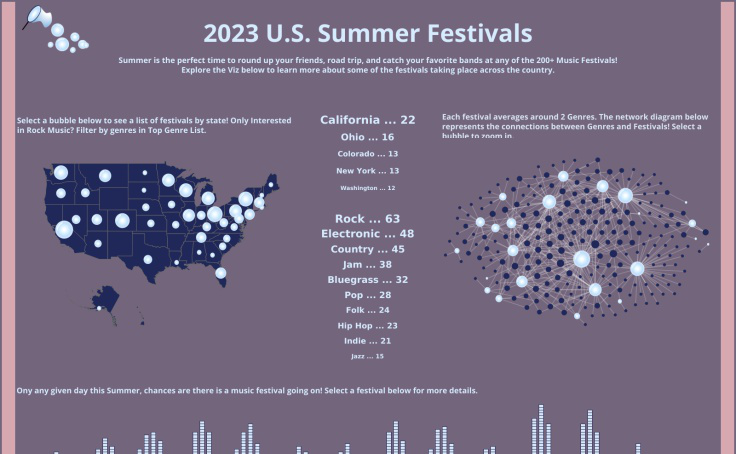 2023 U.S. Summer Festivals
Summer is the perfect time to round up your friends, road trip, and catch your favorite bands at any of the 200+ Music Festivals!
Explore the Viz below to learn more about some of the festivals taking place across the country.
Select a bubble below to see a list of festivals by state! Only Interested
in Rock Music? Filter by genres in Top Genre List.
California ... 22
Ohio ... 16
Colorado ... 13
New York ... 13
Washington ... 12
Rock ... 63
Electronic ... 48
Country ... 45
Jam ... 38
Bluegrass ... 32
Pop ... 28
Folk ... 24
Hip Hop ... 23
Indie ... 21
Jazz ... 15
Each festival averages around 2 Genres. The network diagram below
represents the connections between Genres and Festivals! Select a
bubble to zoom in
Ony any given day this Summer, chances are there is a music festival going on! Select a festival below for more details.